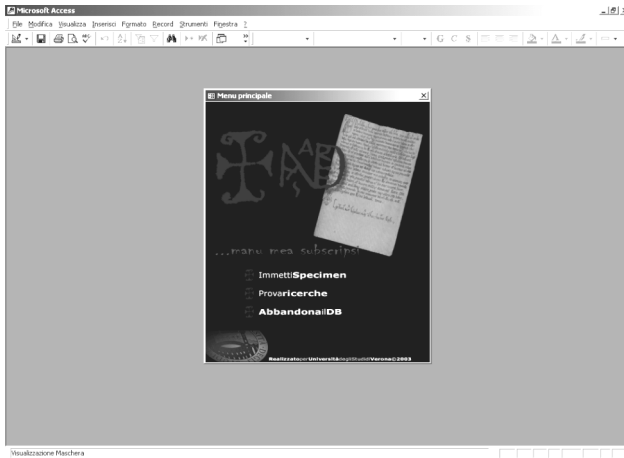 Microsoft Access
File Modifica Visualizza Inserisci Formato Record Strumenti Finestra ?
G C S
Menu principale
...manu mea subscripsi
ImmettiSpecimen
Provaricerche
AbbandonailDB
RealizzatoperUniversitàdegliStudidiVerona©2003
Visualizzazione Maschera